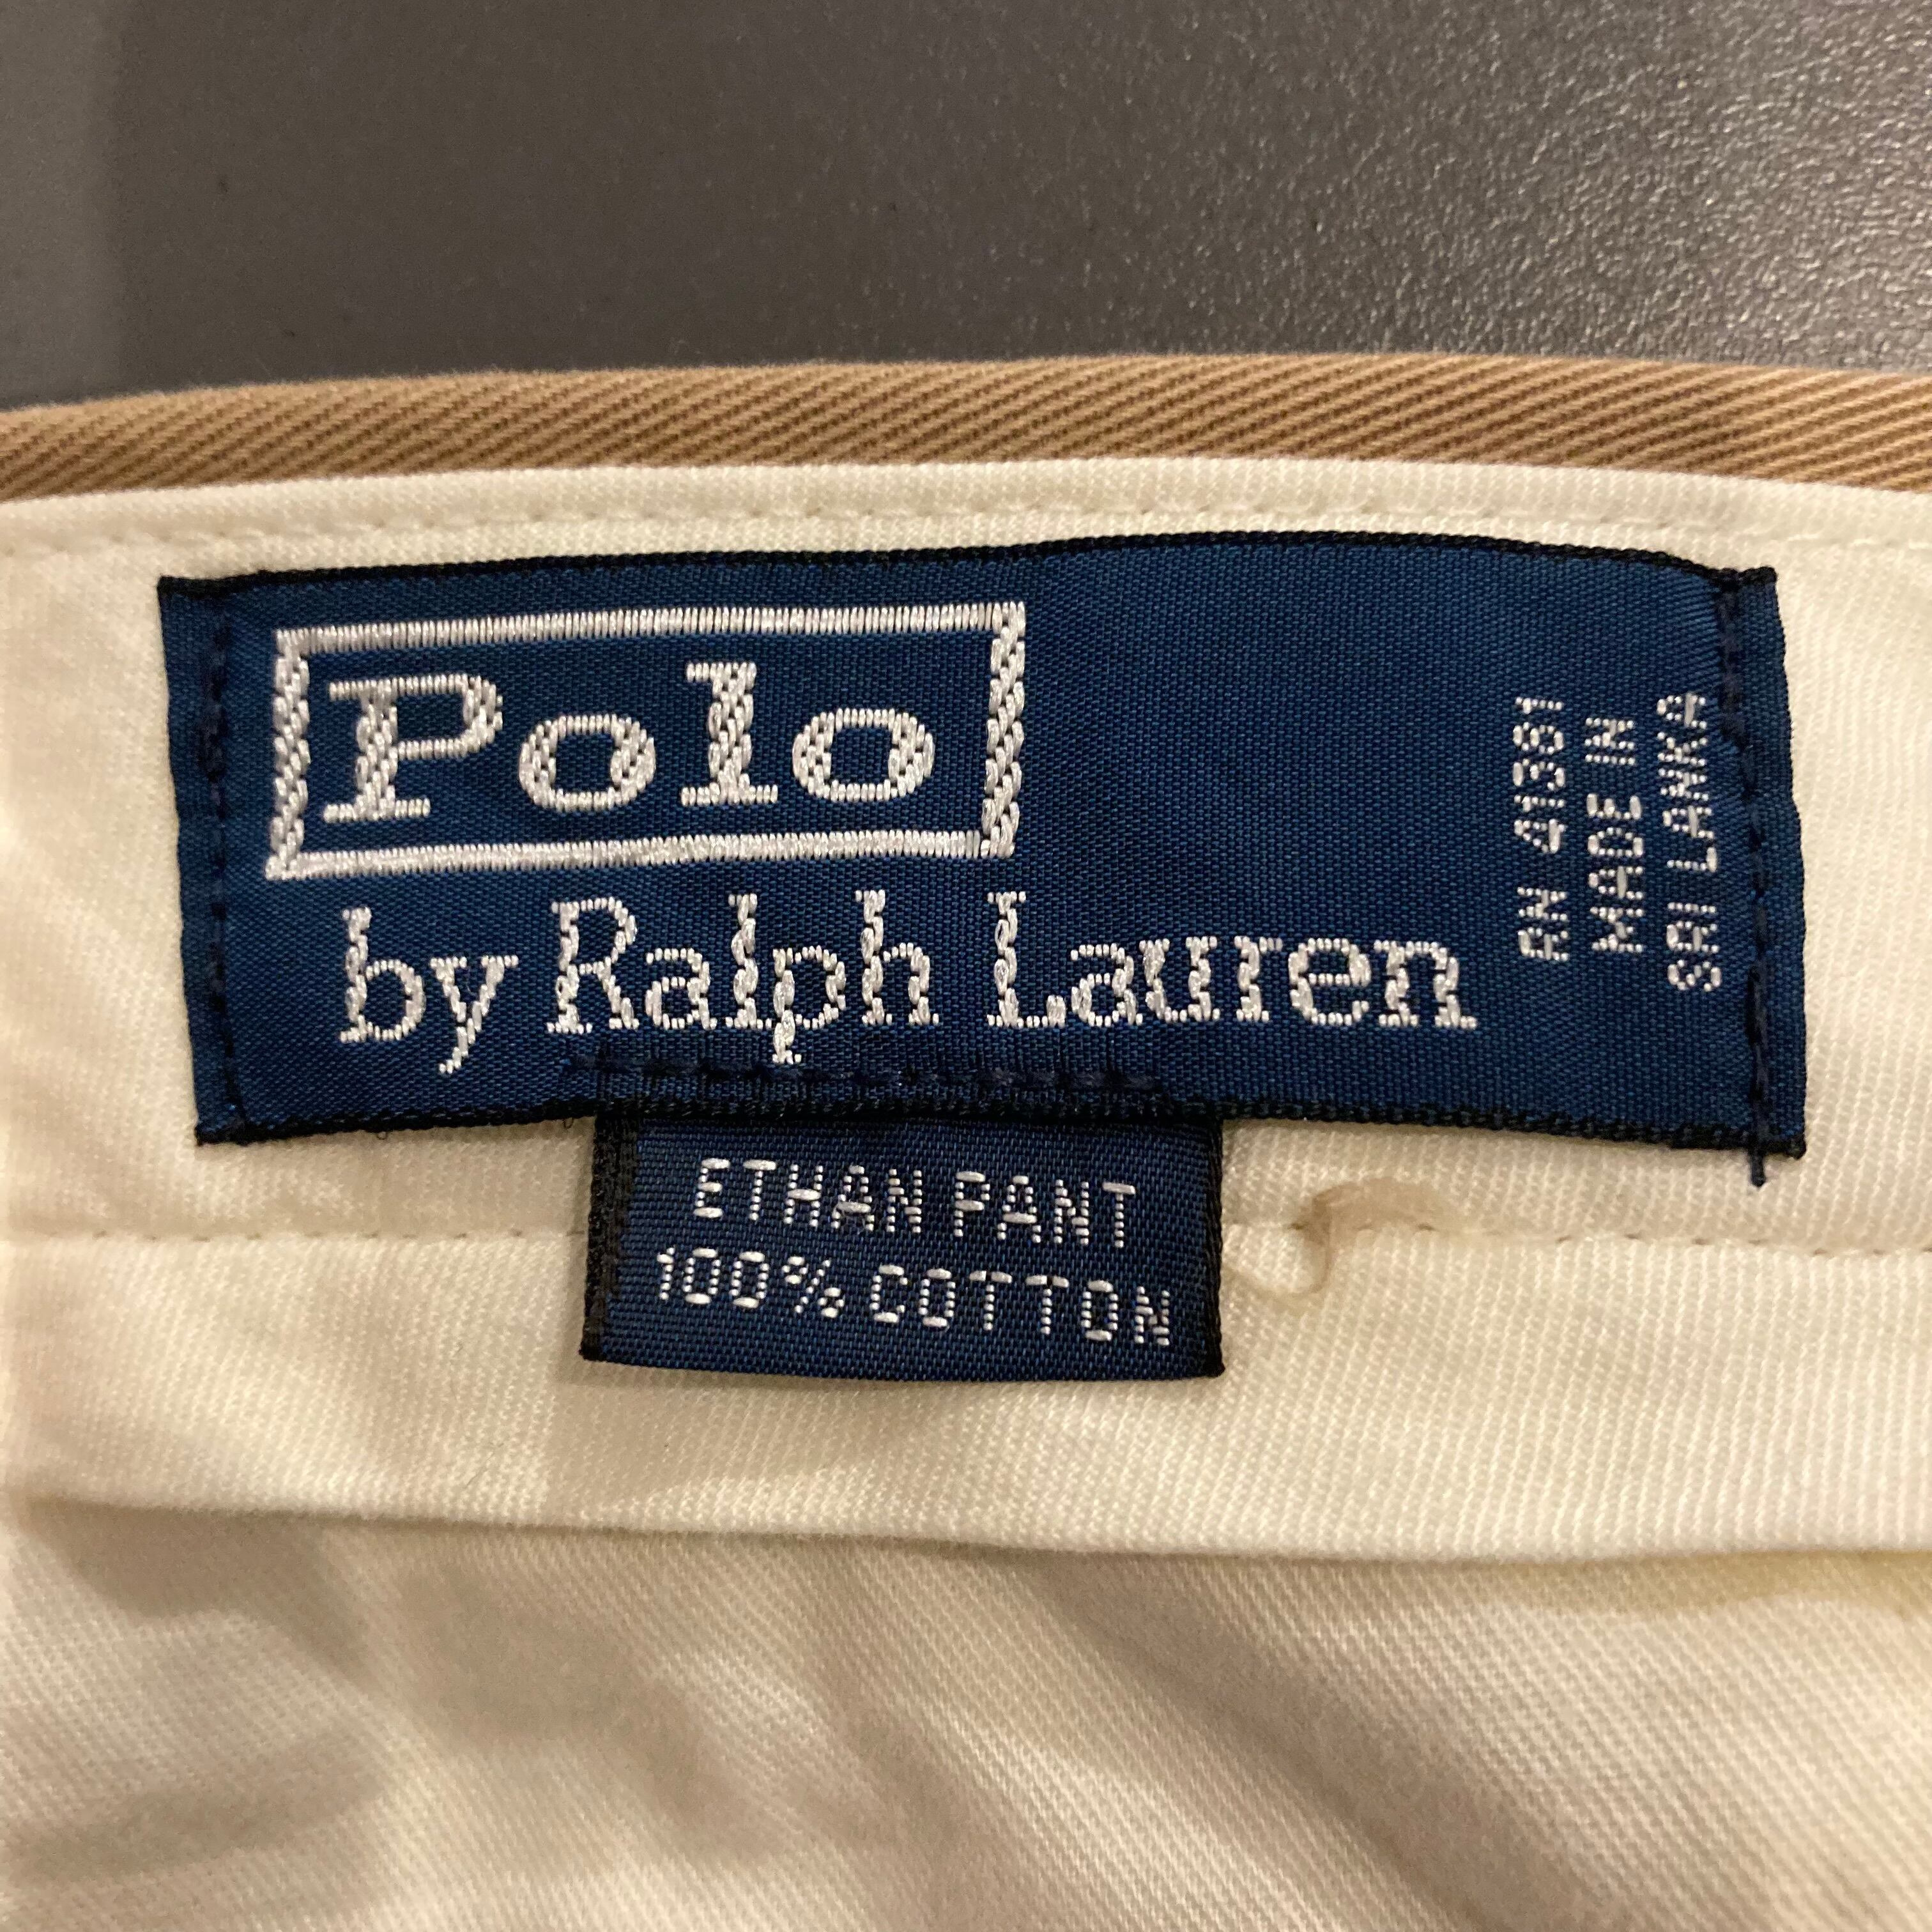 Polo
by Ralph Lauren
RN 41381
MADE IN
SRI LANKA
ETHAN PANT
100% COTTON